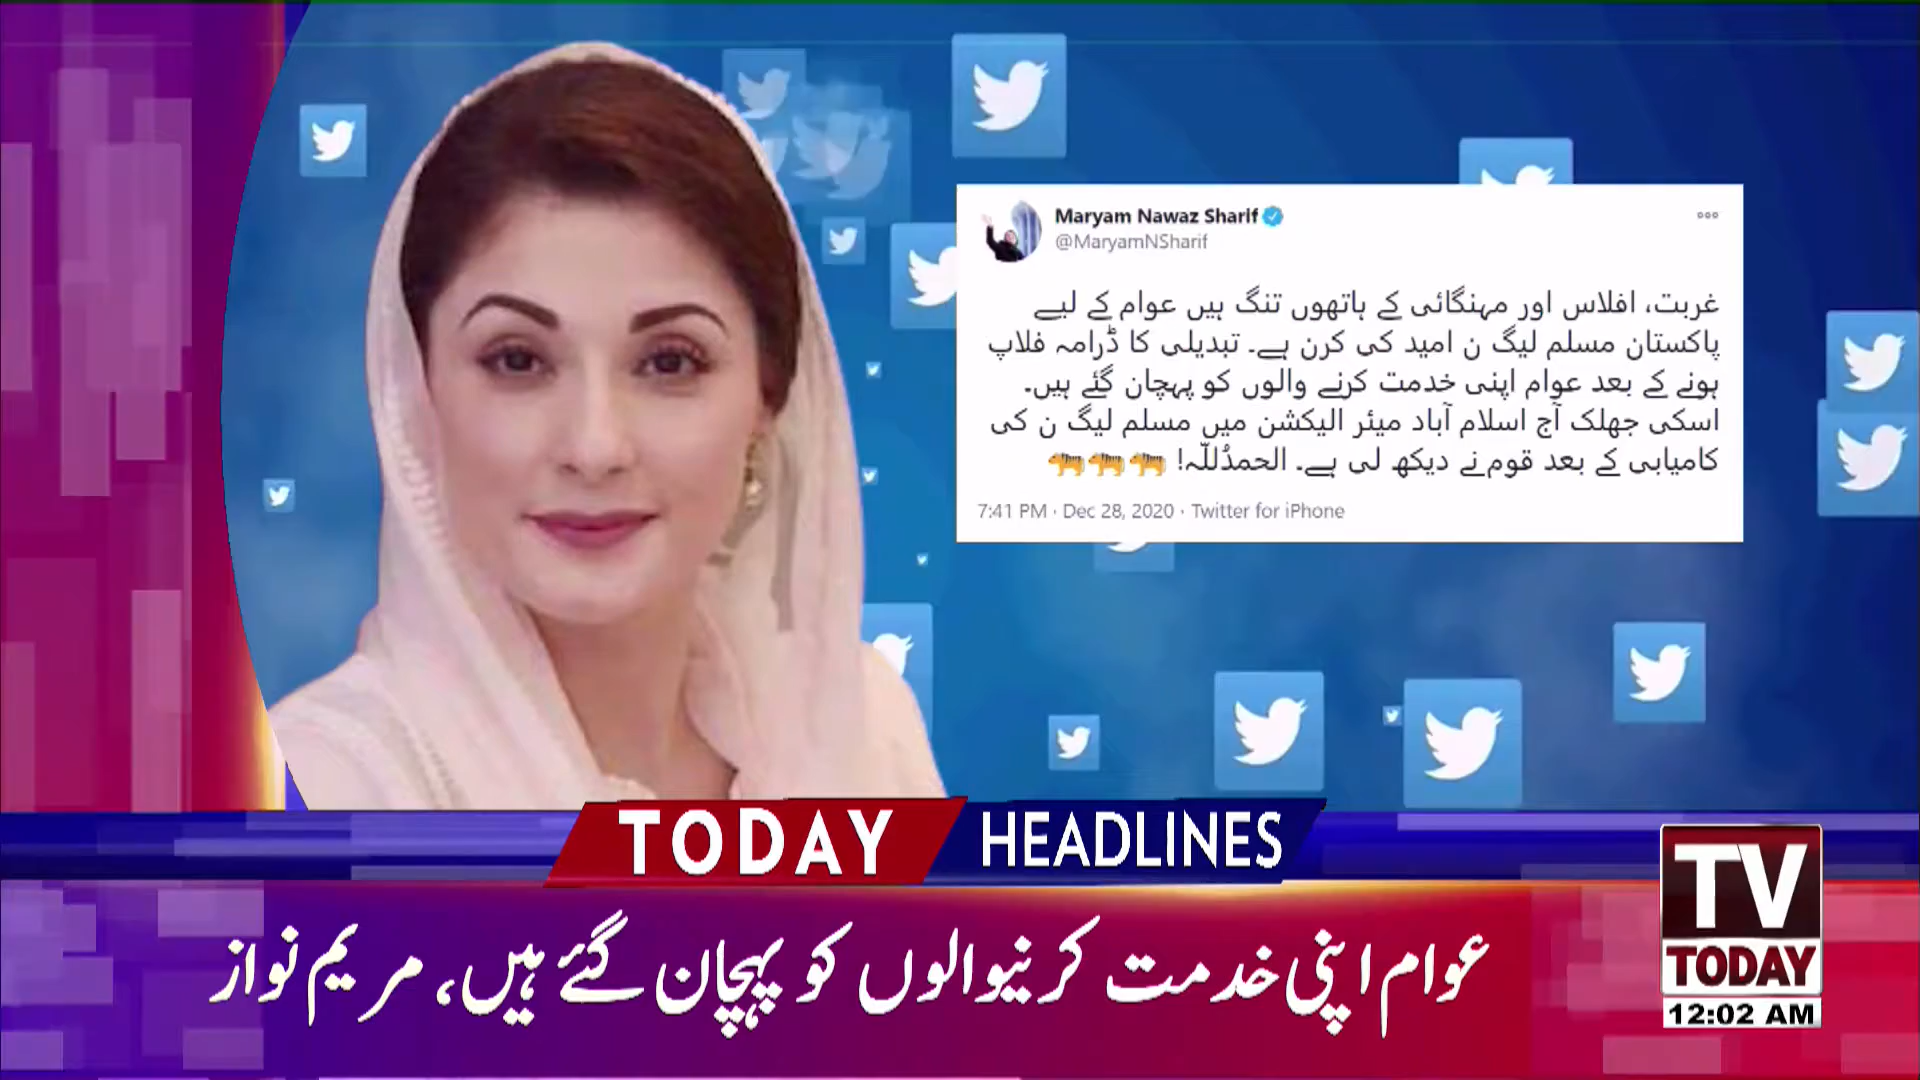 Maryam Nawaz Sharif
@MaryamNSharif
غربت، افلاس اور مہنگائی کے ہاتھوں تنگ ہیں عوام کے لیے
پاکستان مسلم لیگ ن امید کی کرن ہے۔ تبدیلی کا ڈرامہ فلاپ
ہونے کے بعد عوام اپنی خدمت کرنے والوں کو پہچان گئے ہیں۔
اسکی جھلک آج اسلام آباد میئر الیکشن میں مسلم لیگ ن کی
کامیابی کے بعد قوم نے دیکھ لی ہے۔ الحمدُللّٰہ! 🐅🐅🐅
7:41 PM · Dec 28, 2020 · Twitter for iPhone
TODAY HEADLINES
عوام اپنی خدمت کرنیوالوں کو پہچان گئے ہیں، مریم نواز
TV
TODAY
12:02 AM